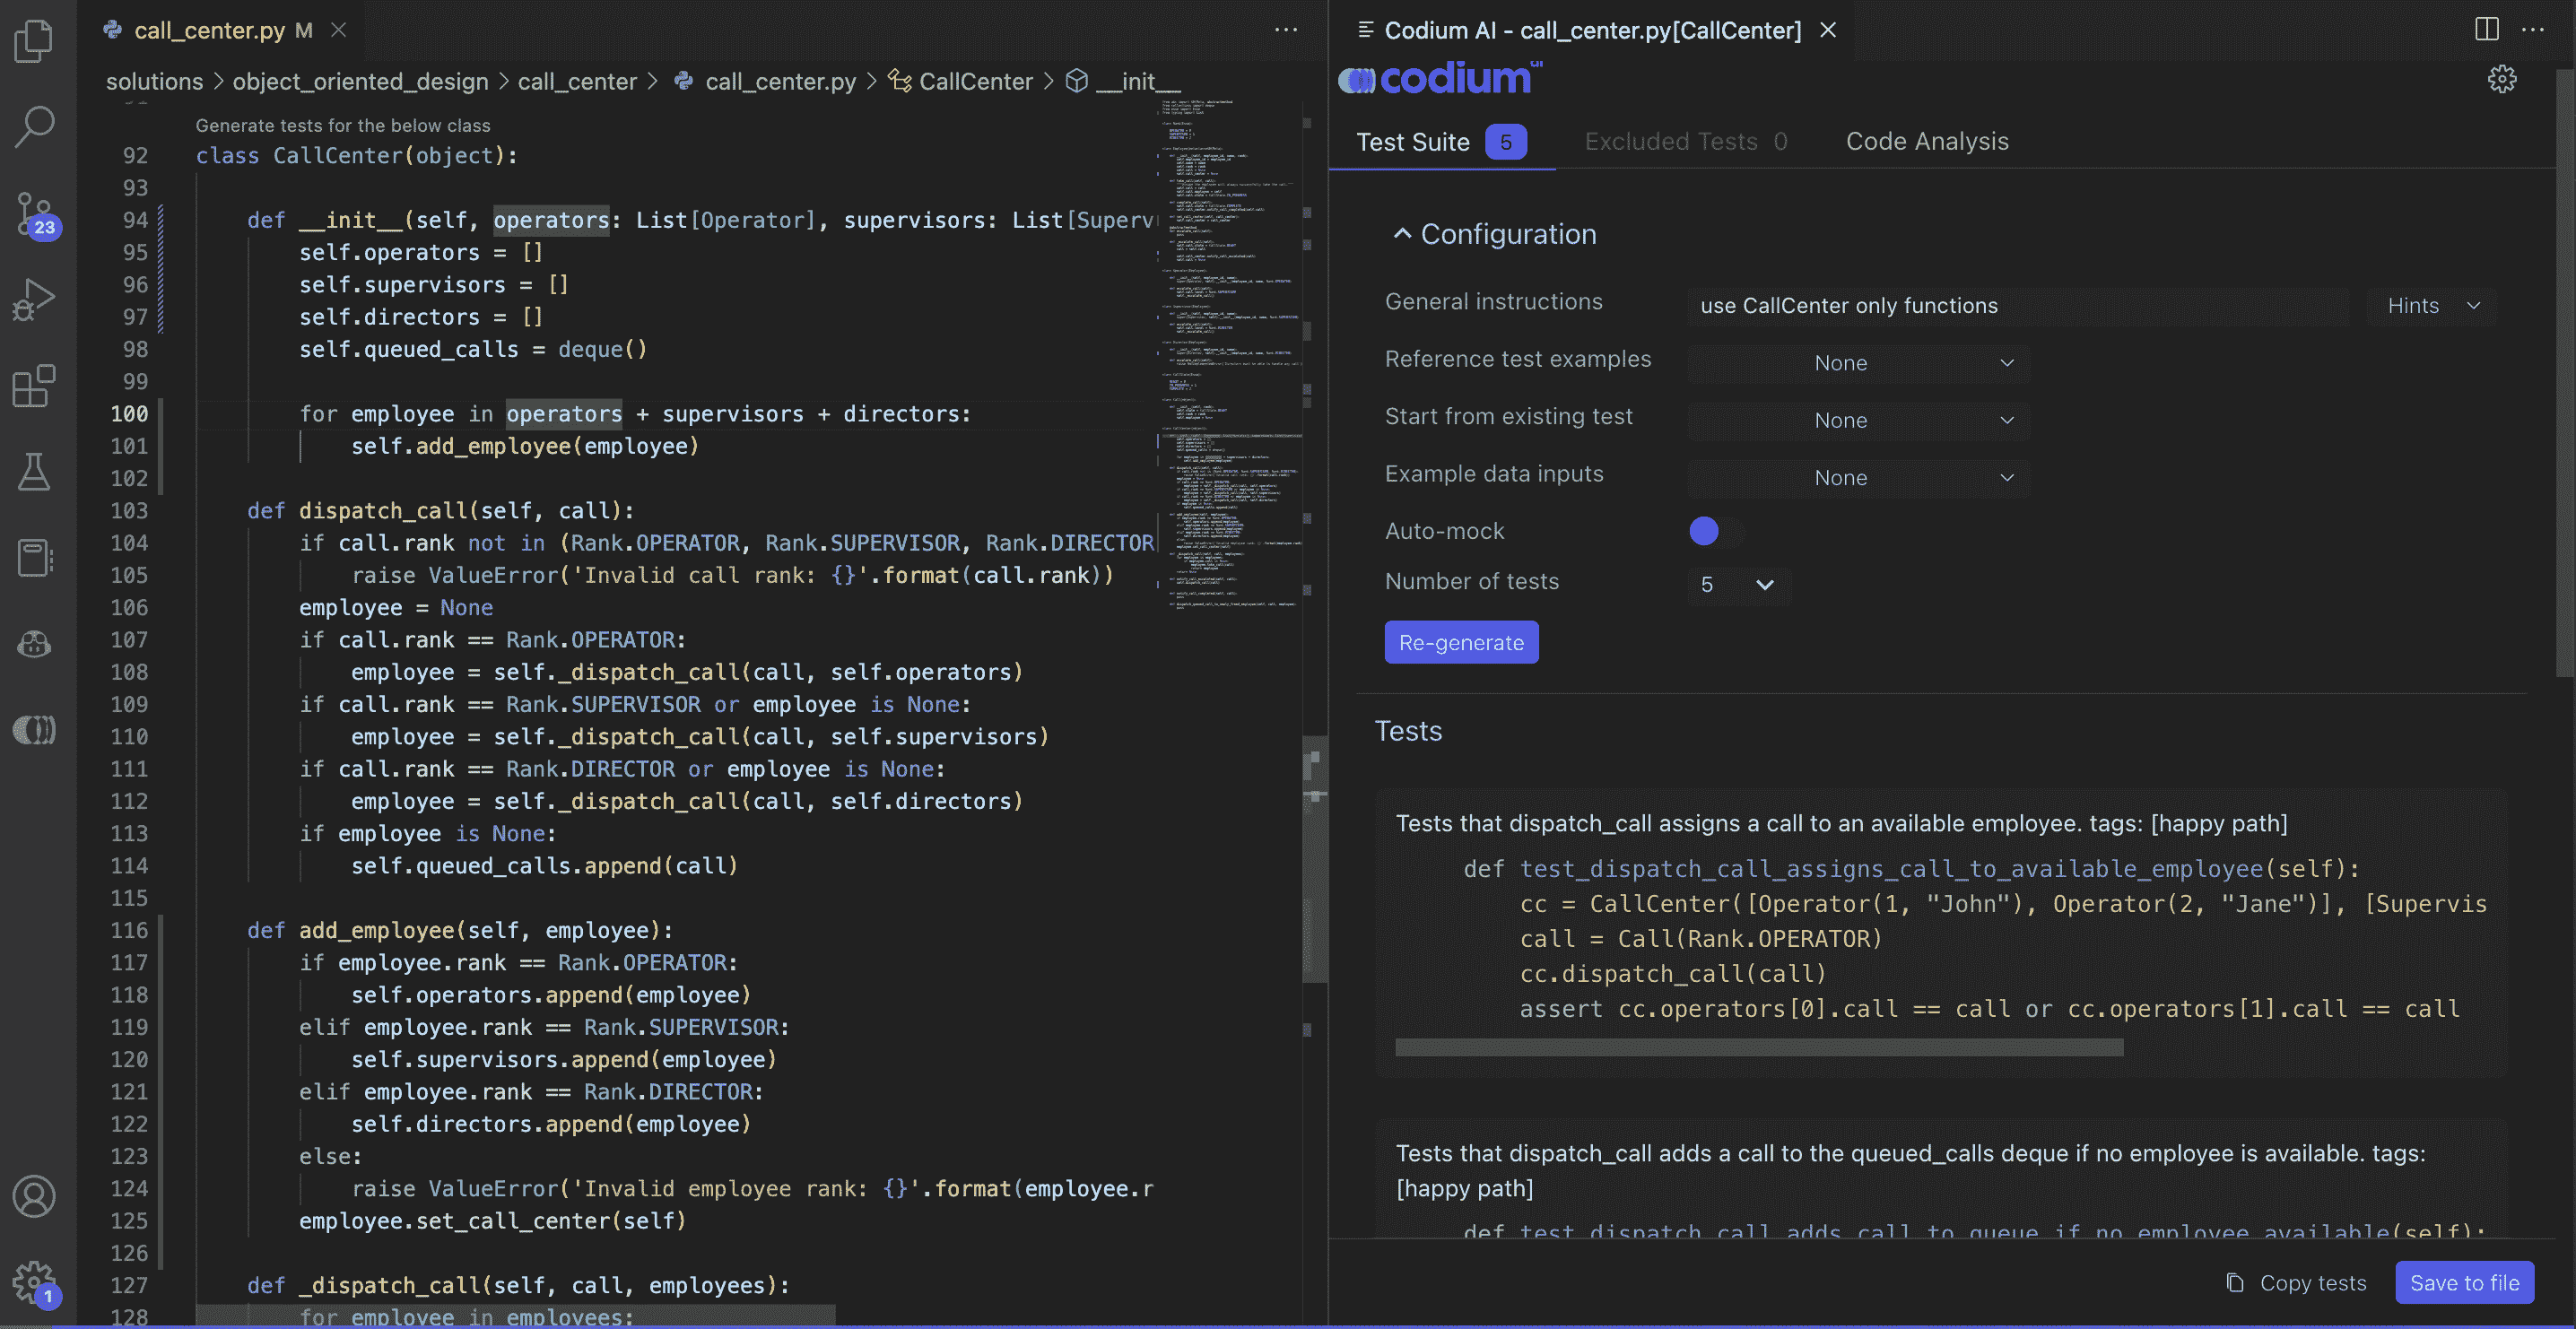 call_center.py M
solutions > object_oriented_design > call_center > call_center.py > CallCenter > __init__
Generate tests for the below class
92 class CallCenter(object):
93
94 def __init__(self, operators: List[Operator], supervisors: List[Superv
95 self.operators = []
96 self.supervisors = []
97 self.directors = []
98 self.queued_calls = deque()
99
100 for employee in operators + supervisors + directors:
101 self.add_employee(employee)
102
103 def dispatch_call(self, call):
104 if call.rank not in (Rank.OPERATOR, Rank.SUPERVISOR, Rank.DIRECTOR
105 raise ValueError('Invalid call rank: {}'.format(call.rank))
106 employee = None
107 if call.rank == Rank.OPERATOR:
108 employee = self._dispatch_call(call, self.operators)
109 if call.rank == Rank.SUPERVISOR or employee is None:
110 employee = self._dispatch_call(call, self.supervisors)
111 if call.rank == Rank.DIRECTOR or employee is None:
112 employee = self._dispatch_call(call, self.directors)
113 if employee is None:
114 self.queued_calls.append(call)
115
116 def add_employee(self, employee):
117 if employee.rank == Rank.OPERATOR:
118 self.operators.append(employee)
119 elif employee.rank == Rank.SUPERVISOR:
120 self.supervisors.append(employee)
121 elif employee.rank == Rank.DIRECTOR:
122 self.directors.append(employee)
123 else:
124 raise ValueError('Invalid employee rank: {}'.format(employee.r
125 employee.set_call_center(self)
126
127 def _dispatch_call(self, call, employees):
128 for employee in employees:
23
1
Codium AI - call_center.py[CallCenter]
codium ai
Test Suite 5 Excluded Tests 0 Code Analysis
Configuration
General instructions use CallCenter only functions Hints
Reference test examples None
Start from existing test None
Example data inputs None
Auto-mock
Number of tests 5
Re-generate
Tests
Tests that dispatch_call assigns a call to an available employee. tags: [happy path]
def test_dispatch_call_assigns_call_to_available_employee(self):
cc = CallCenter([Operator(1, "John"), Operator(2, "Jane")], [Supervis
call = Call(Rank.OPERATOR)
cc.dispatch_call(call)
assert cc.operators[0].call == call or cc.operators[1].call == call
Tests that dispatch_call adds a call to the queued_calls deque if no employee is available. tags:
[happy path]
def test_dispatch_call_adds_call_to_queue_if_no_employee_available(self):
Copy tests Save to file